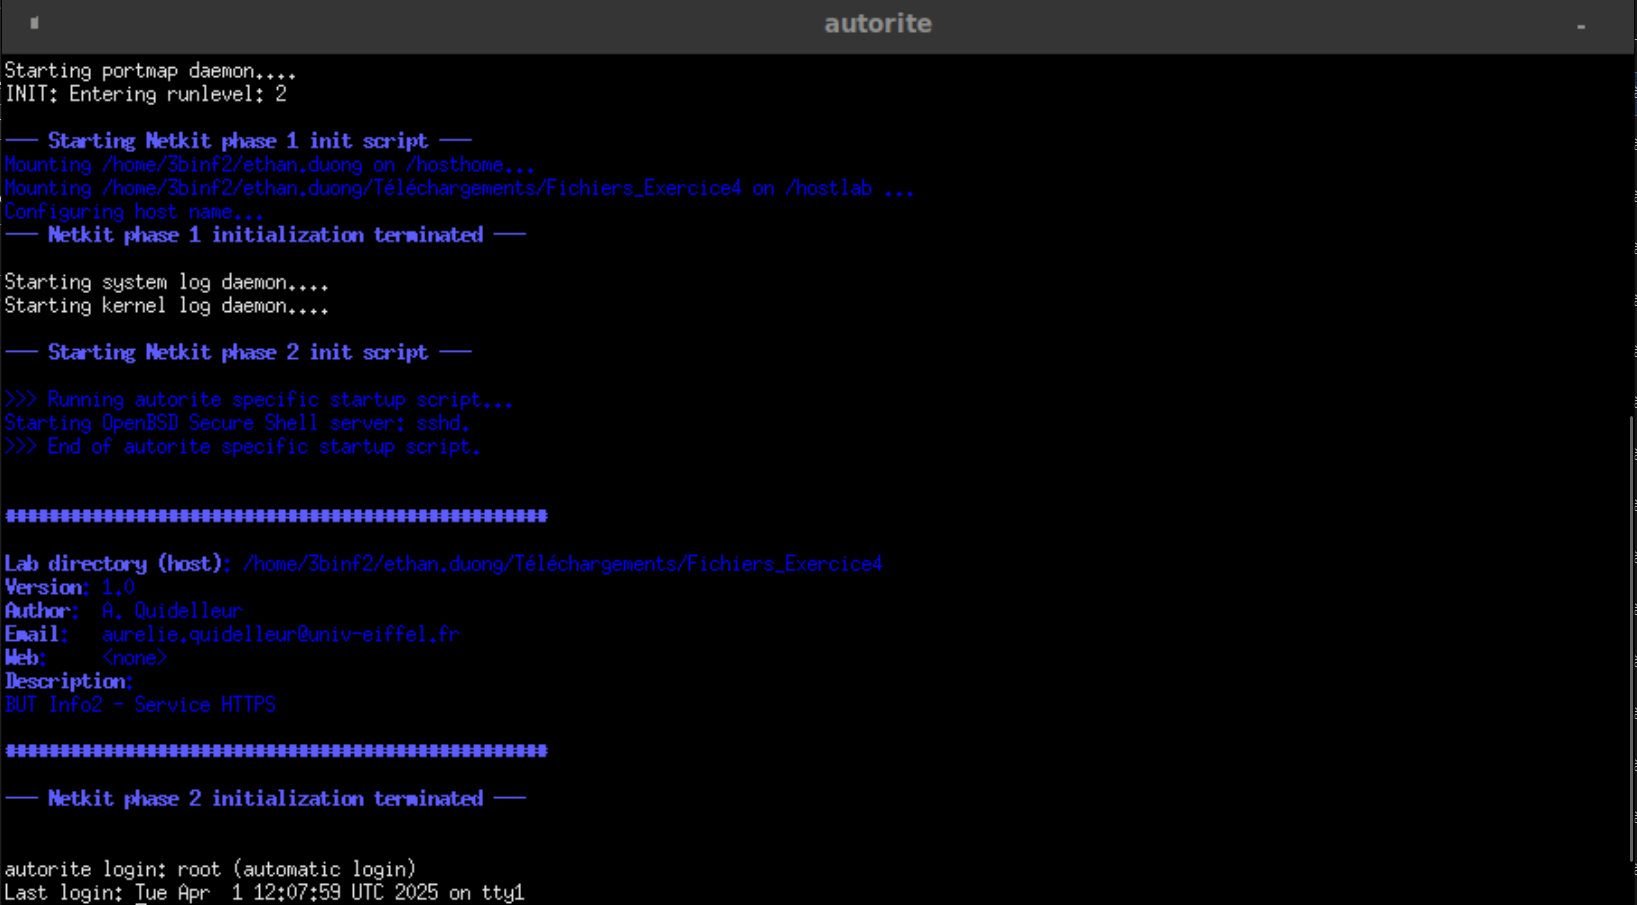 autorite
Starting portmap daemon....
INIT: Entering runlevel: 2
--- Starting Netkit phase 1 init script ---
Mounting /home/3binf2/ethan.duong on /hosthome...
Mounting /home/3binf2/ethan.duong/Téléchargements/Fichiers_Exercice4 on /hostlab ...
Configuring host name...
--- Netkit phase 1 initialization terminated ---
Starting system log daemon....
Starting kernel log daemon....
--- Starting Netkit phase 2 init script ---
>>> Running autorite specific startup script...
Starting OpenBSD Secure Shell server: sshd.
>>> End of autorite specific startup script.
##################################################
Lab directory (host): /home/3binf2/ethan.duong/Téléchargements/Fichiers_Exercice4
Version: 1.0
Author:  A. Quidelleur
Email:   aurelie.quidelleur@univ-eiffel.fr
Web:     <none>
Description:
BUT Info2 - Service HTTPS
##################################################
--- Netkit phase 2 initialization terminated ---
autorite login: root (automatic login)
Last login: Tue Apr  1 12:07:59 UTC 2025 on tty1